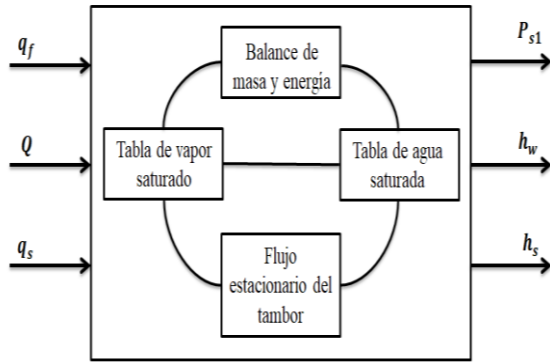 q_f
Q
q_s
Balance de
masa y energía
Tabla de vapor
saturado
Tabla de agua
saturada
Flujo
estacionario del
tambor
P_s1
h_w
h_s